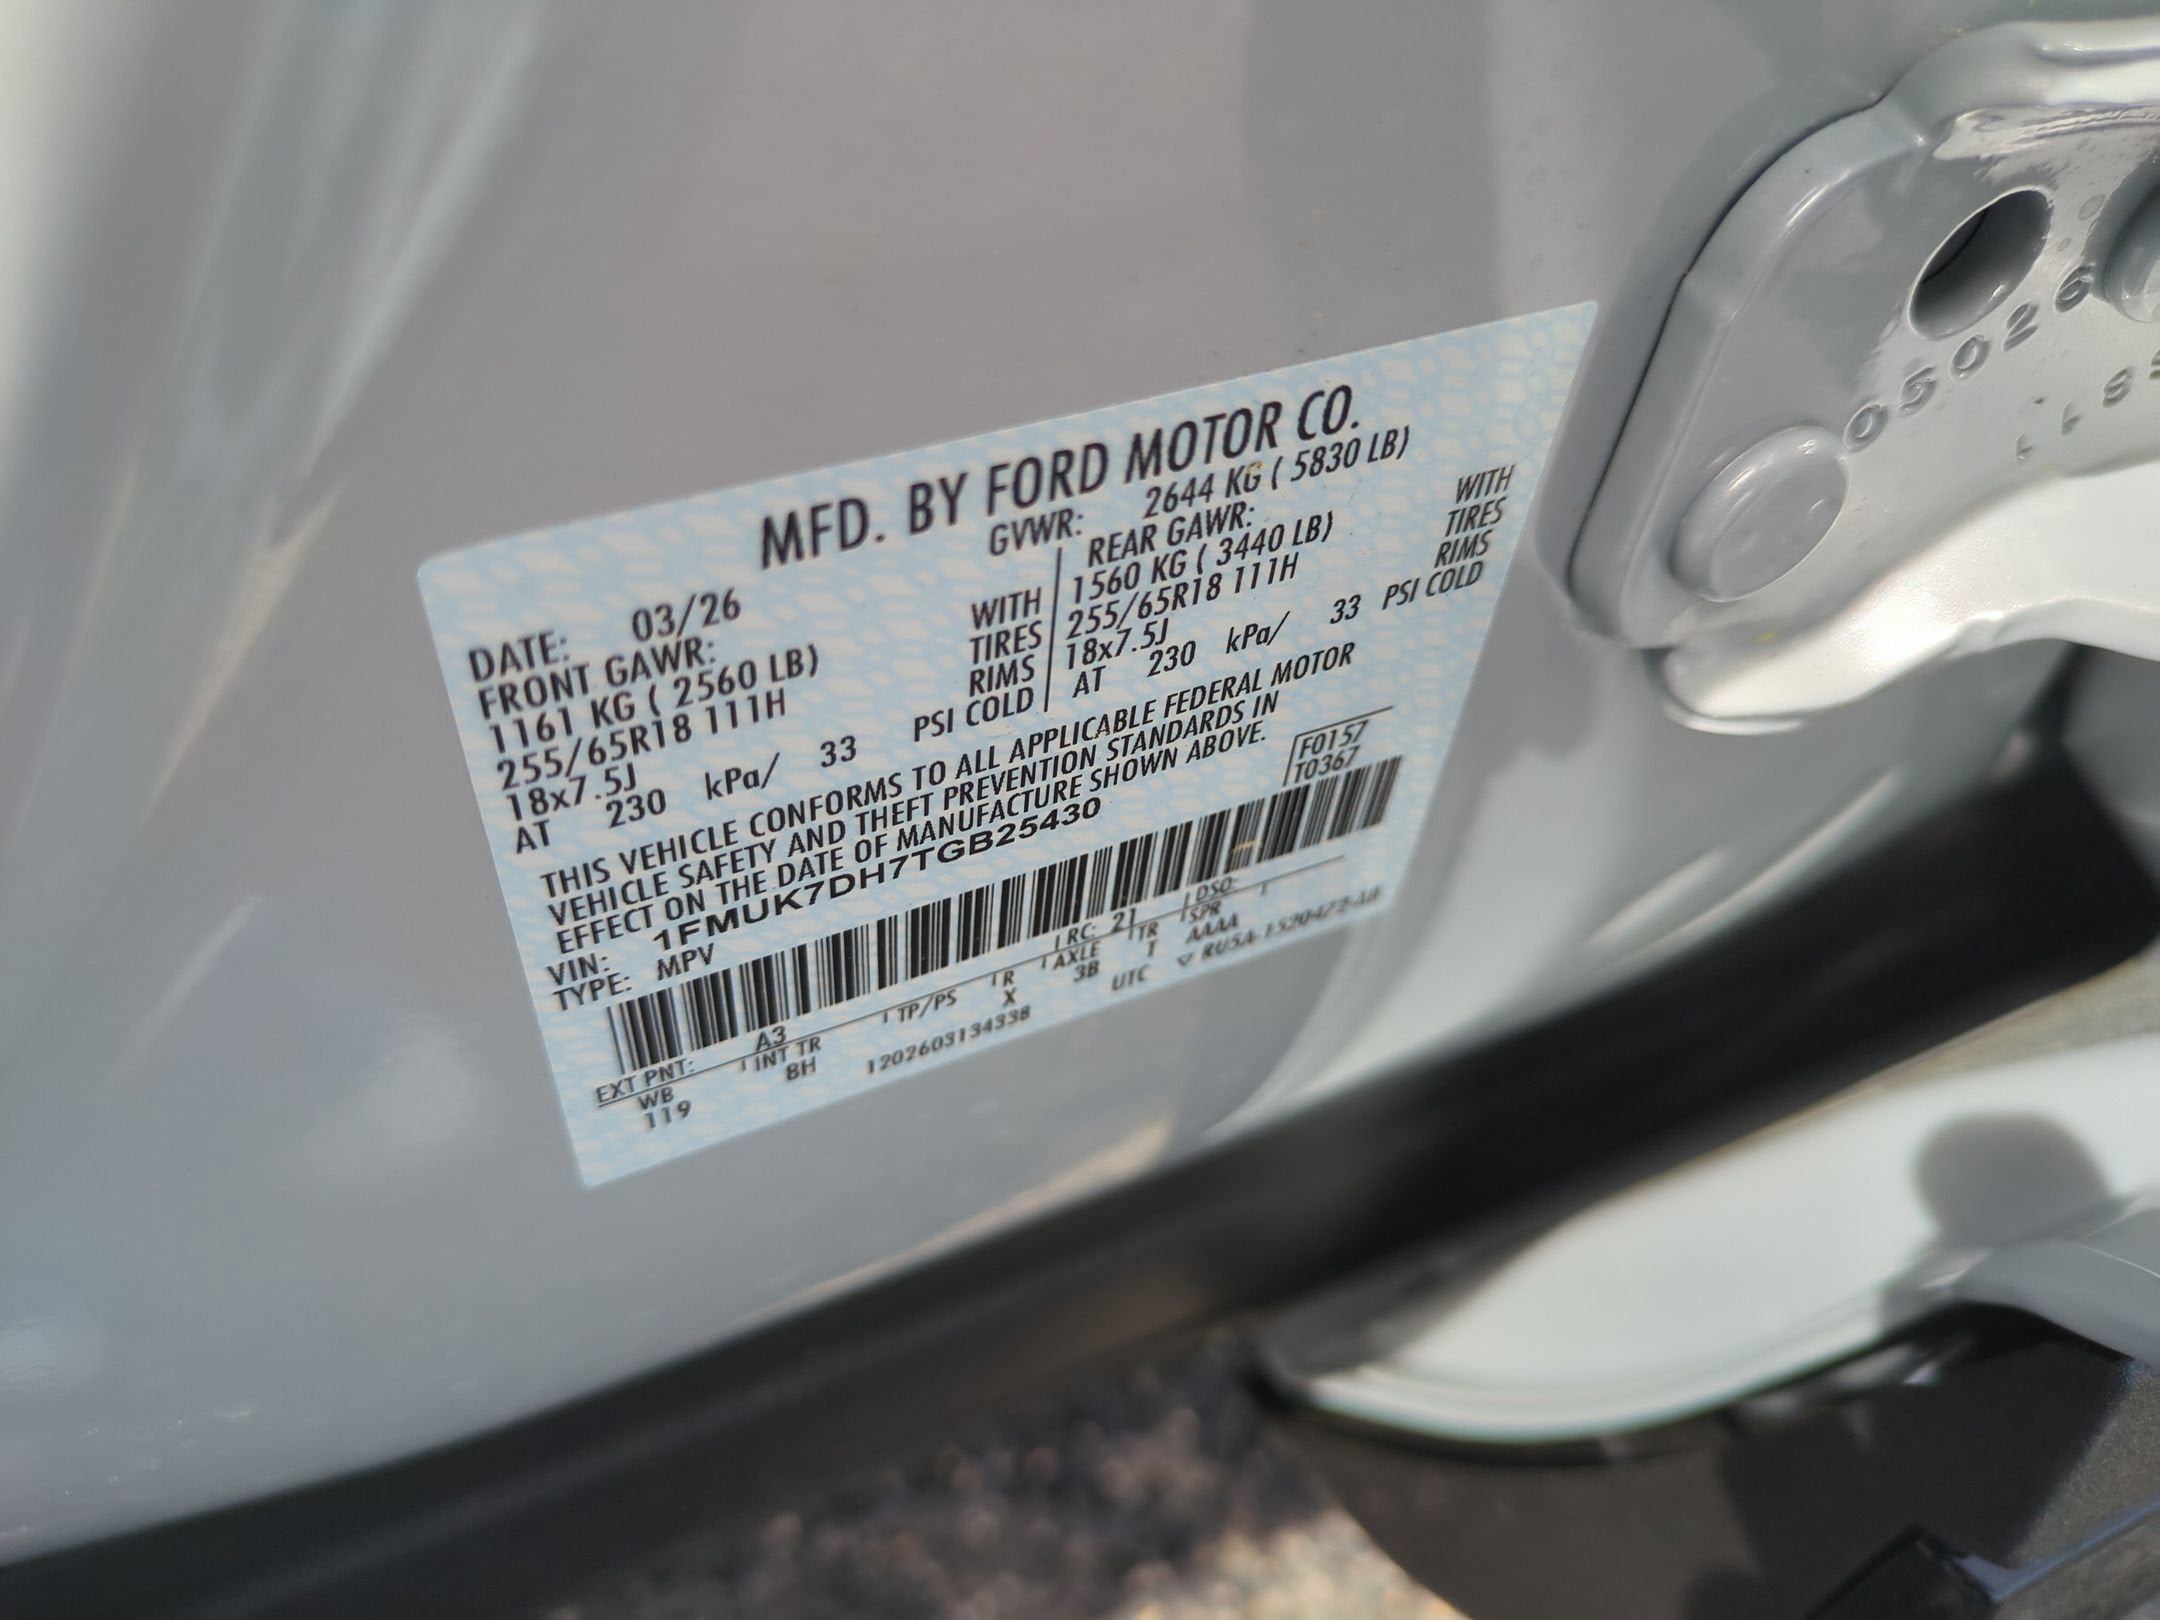 MFD. BY FORD MOTOR CO.
DATE: 03/26 GVWR: 2644 KG ( 5830 LB)
FRONT GAWR: REAR GAWR:
1161 KG ( 2560 LB) WITH 1560 KG ( 3440 LB) WITH
255/65R18 111H TIRES 255/65R18 111H TIRES
18x7.5J RIMS 18x7.5J RIMS
AT 230 kPa/ 33 PSI COLD AT 230 kPa/ 33 PSI COLD
THIS VEHICLE CONFORMS TO ALL APPLICABLE FEDERAL MOTOR
VEHICLE SAFETY AND THEFT PREVENTION STANDARDS IN
EFFECT ON THE DATE OF MANUFACTURE SHOWN ABOVE.
F0157
T0367
VIN: 1FMUK7DH7TGB25430
TYPE: MPV
EXT PNT: A3 RC: 21 DSO:
WB INT TR TP/PS R AXLE TR SPR
119 8H X 3B T AAAA
1202603134338 UTC
05026